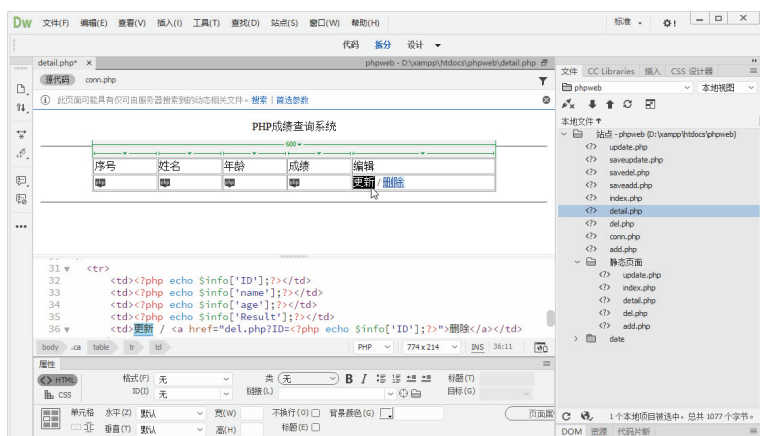 Dw 文件(F) 编辑(E) 查看(V) 插入(I) 工具(T) 查找(D) 站点(S) 窗口(W) 帮助(H) 标准
代码 拆分 设计
detail.php* × phpweb - D:\xampp\htdocs\phpweb\detail.php
源代码 conn.php
此页面可能具有仅可由服务器搜索到的动态相关文件。搜索 | 首选参数
PHP成绩查询系统
600
序号 姓名 年龄 成绩 编辑
更新 / 删除
31 <tr>
32 <td><?php echo $info['ID'];?></td>
33 <td><?php echo $info['name'];?></td>
34 <td><?php echo $info['age'];?></td>
35 <td><?php echo $info['Result'];?></td>
36 <td>更新 / <a href="del.php?ID=<?php echo $info['ID'];?>">删除</a></td>
body .ca table tr td PHP 774 x 214 INS 36:11
属性
<> HTML 格式(F) 无 类 无 B I 标题(T)
CSS ID(I) 无 链接(L) 目标(G)
单元格 水平(Z) 默认 宽(W) 不换行(O) 背景颜色(G) 页面属
垂直(T) 默认 高(H) 标题(E)
文件 CC Libraries 插入 CSS 设计器
phpweb 本地视图
本地文件
站点 - phpweb (D:\xampp\htdocs\phpweb)
update.php
saveupdate.php
savedel.php
saveadd.php
index.php
detail.php
del.php
conn.php
add.php
静态页面
update.php
index.php
detail.php
del.php
add.php
date
1 个本地项目被选中，总共 1077 个字节。
DOM 资源 代码片断